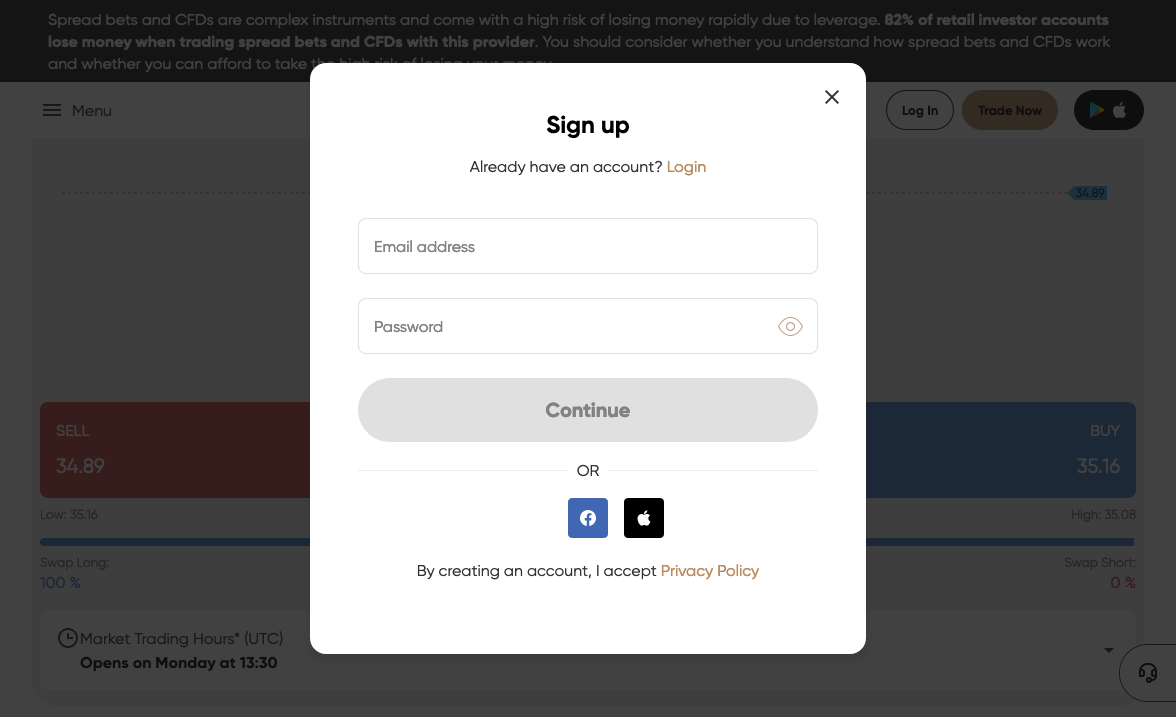 Spread bets and CFDs are complex instruments and come with a high risk of losing money rapidly due to leverage. 82% of retail investor accounts
lose money when trading spread bets and CFDs with this provider. You should consider whether you understand how spread bets and CFDs work
and whether you can afford to take the high risk of losing your money.
Menu
Log In
Trade Now
Sign up
Already have an account? Login
34.89
Email address
Password
Continue
SELL
34.89
BUY
35.16
OR
Low: 35.16
High: 35.08
Swap Long:
100 %
Swap Short:
0 %
By creating an account, I accept Privacy Policy
Market Trading Hours* (UTC)
Opens on Monday at 13:30